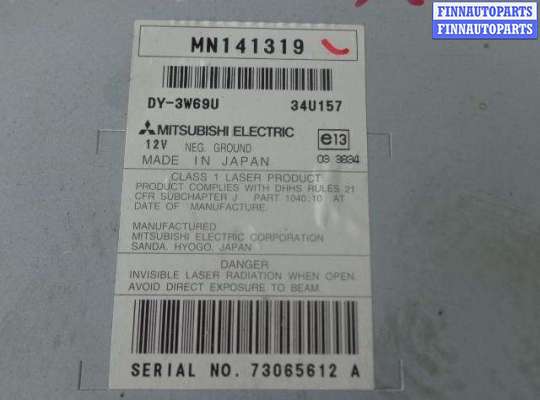 FINNAUTOPARTS
FINNAUTOPARTS
MN141319
DY-3W69U 34U157
MITSUBISHI ELECTRIC e13
12V NEG. GROUND
MADE IN JAPAN 03 3834
CLASS 1 LASER PRODUCT
PRODUCT COMPLIES WITH DHHS RULES 21
CFR SUBCHAPTER J PART 1040.10 AT
DATE OF MANUFACTURE.
MANUFACTURED
MITSUBISHI ELECTRIC CORPORATION
SANDA, HYOGO, JAPAN
DANGER
INVISIBLE LASER RADIATION WHEN OPEN.
AVOID DIRECT EXPOSURE TO BEAM
SERIAL NO. 73065612 A